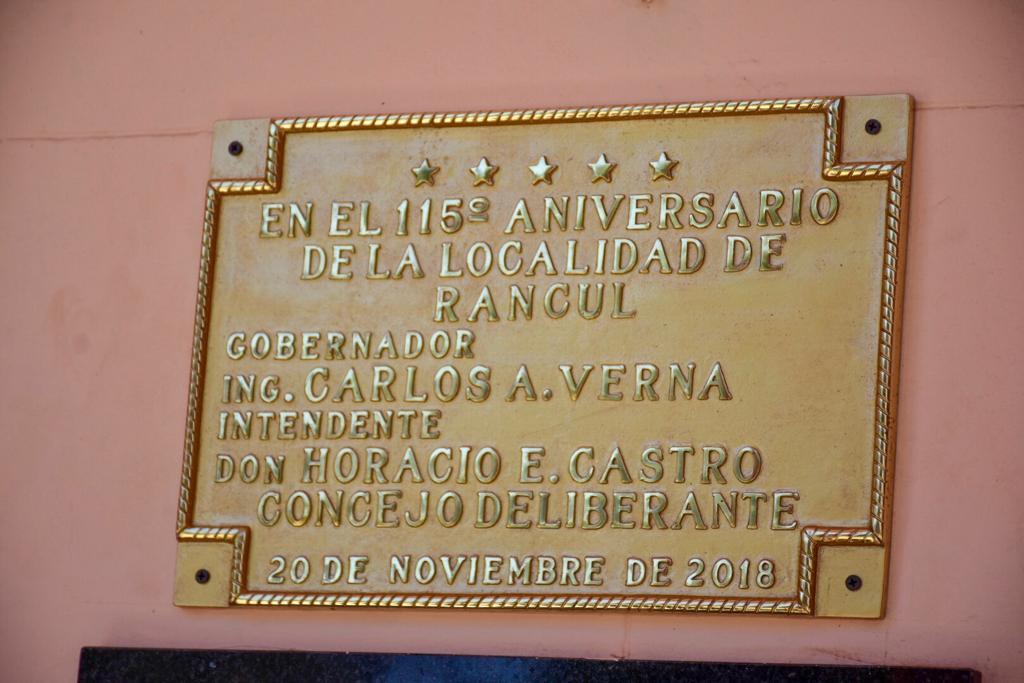 EN EL 115º ANIVERSARIO
DE LA LOCALIDAD DE
RANCUL
GOBERNADOR
ING. CARLOS A. VERNA
INTENDENTE
DON HORACIO E. CASTRO
CONCEJO DELIBERANTE
20 DE NOVIEMBRE DE 2018